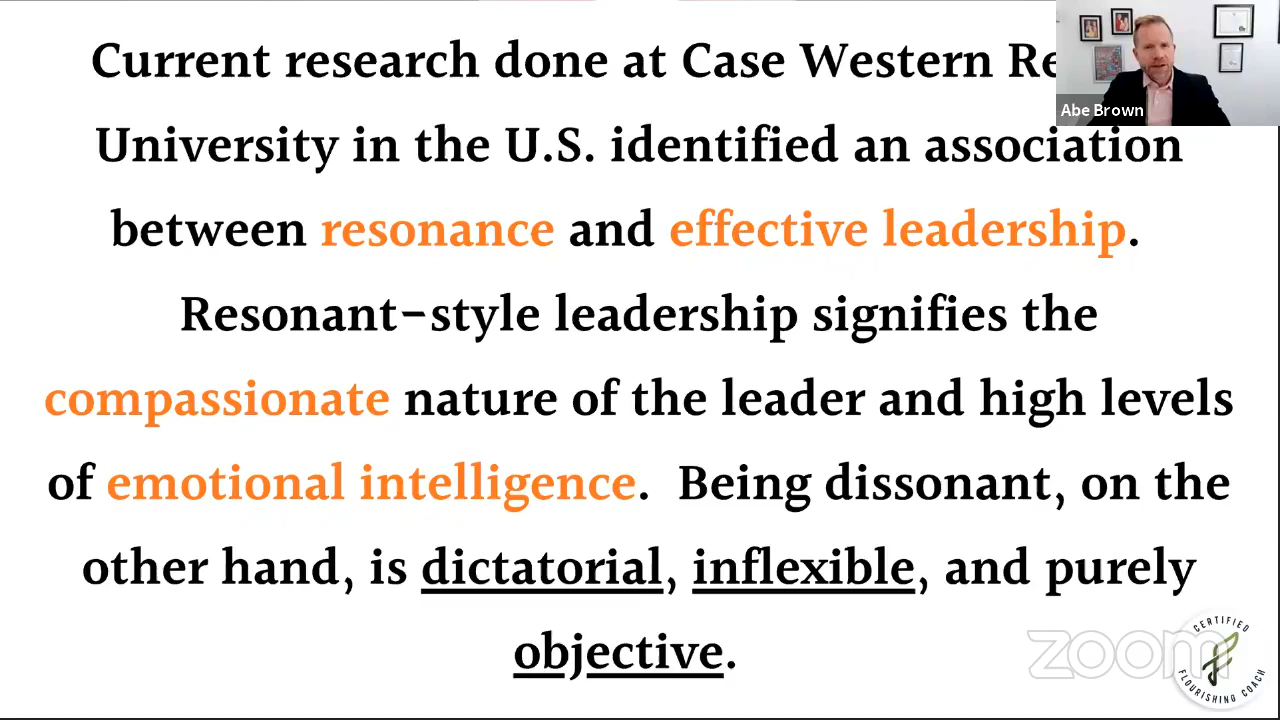 Current research done at Case Western Re
University in the U.S. identified an association
between resonance and effective leadership.
Resonant-style leadership signifies the
compassionate nature of the leader and high levels
of emotional intelligence. Being dissonant, on the
other hand, is dictatorial, inflexible, and purely
objective.
Abe Brown
zoom
CERTIFIED
FLOURISHING COACH